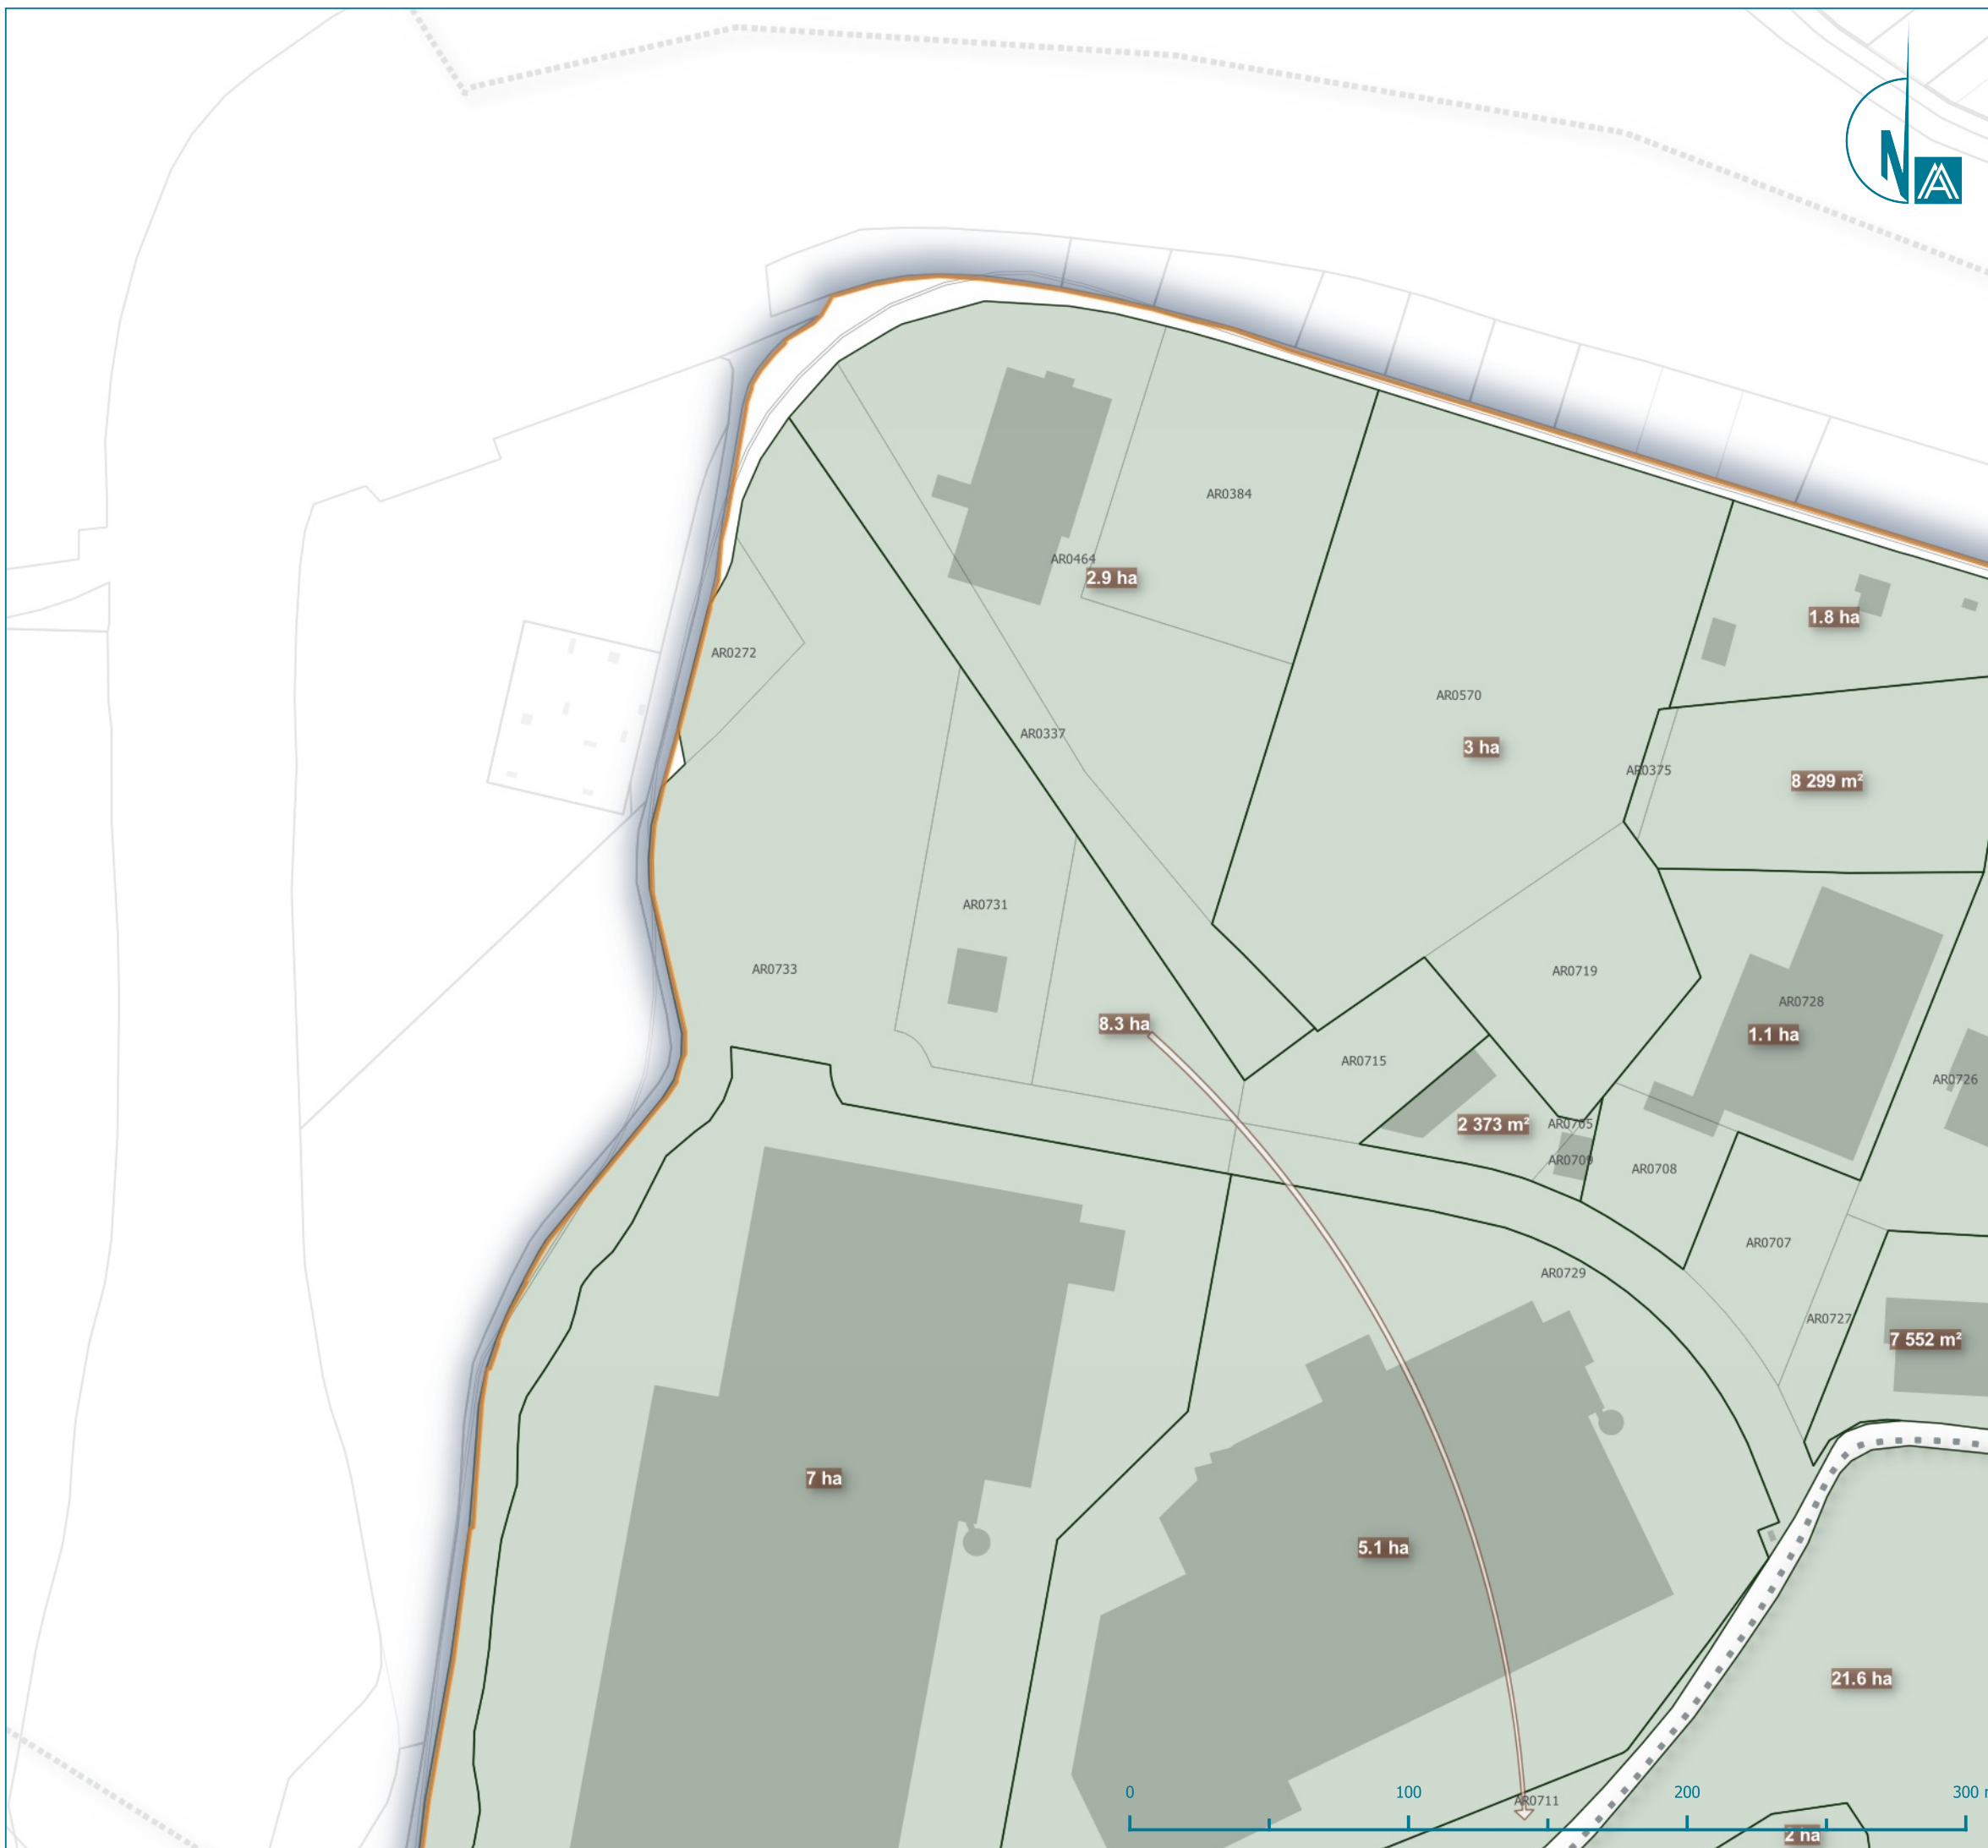 N
AR0384
AR0464
2.9 ha
1.8 ha
AR0272
AR0570
AR0337
3 ha
AR0375
8 299 m²
AR0731
AR0733
AR0719
AR0728
8.3 ha
1.1 ha
AR0715
AR0726
2 373 m²
AR0705
AR0709
AR0708
AR0707
AR0729
AR0727
7 552 m²
7 ha
5.1 ha
21.6 ha
0
100
200
300
AR0711
2 ha